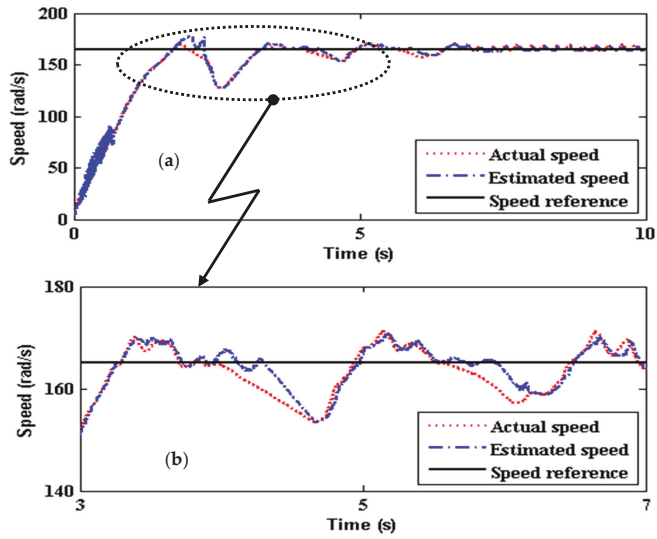 200
150
100
50
0
Speed (rad/s)
(a)
Actual speed
Estimated speed
Speed reference
0
5
10
Time (s)
180
160
140
Speed (rad/s)
(b)
Actual speed
Estimated speed
Speed reference
3
5
7
Time (s)